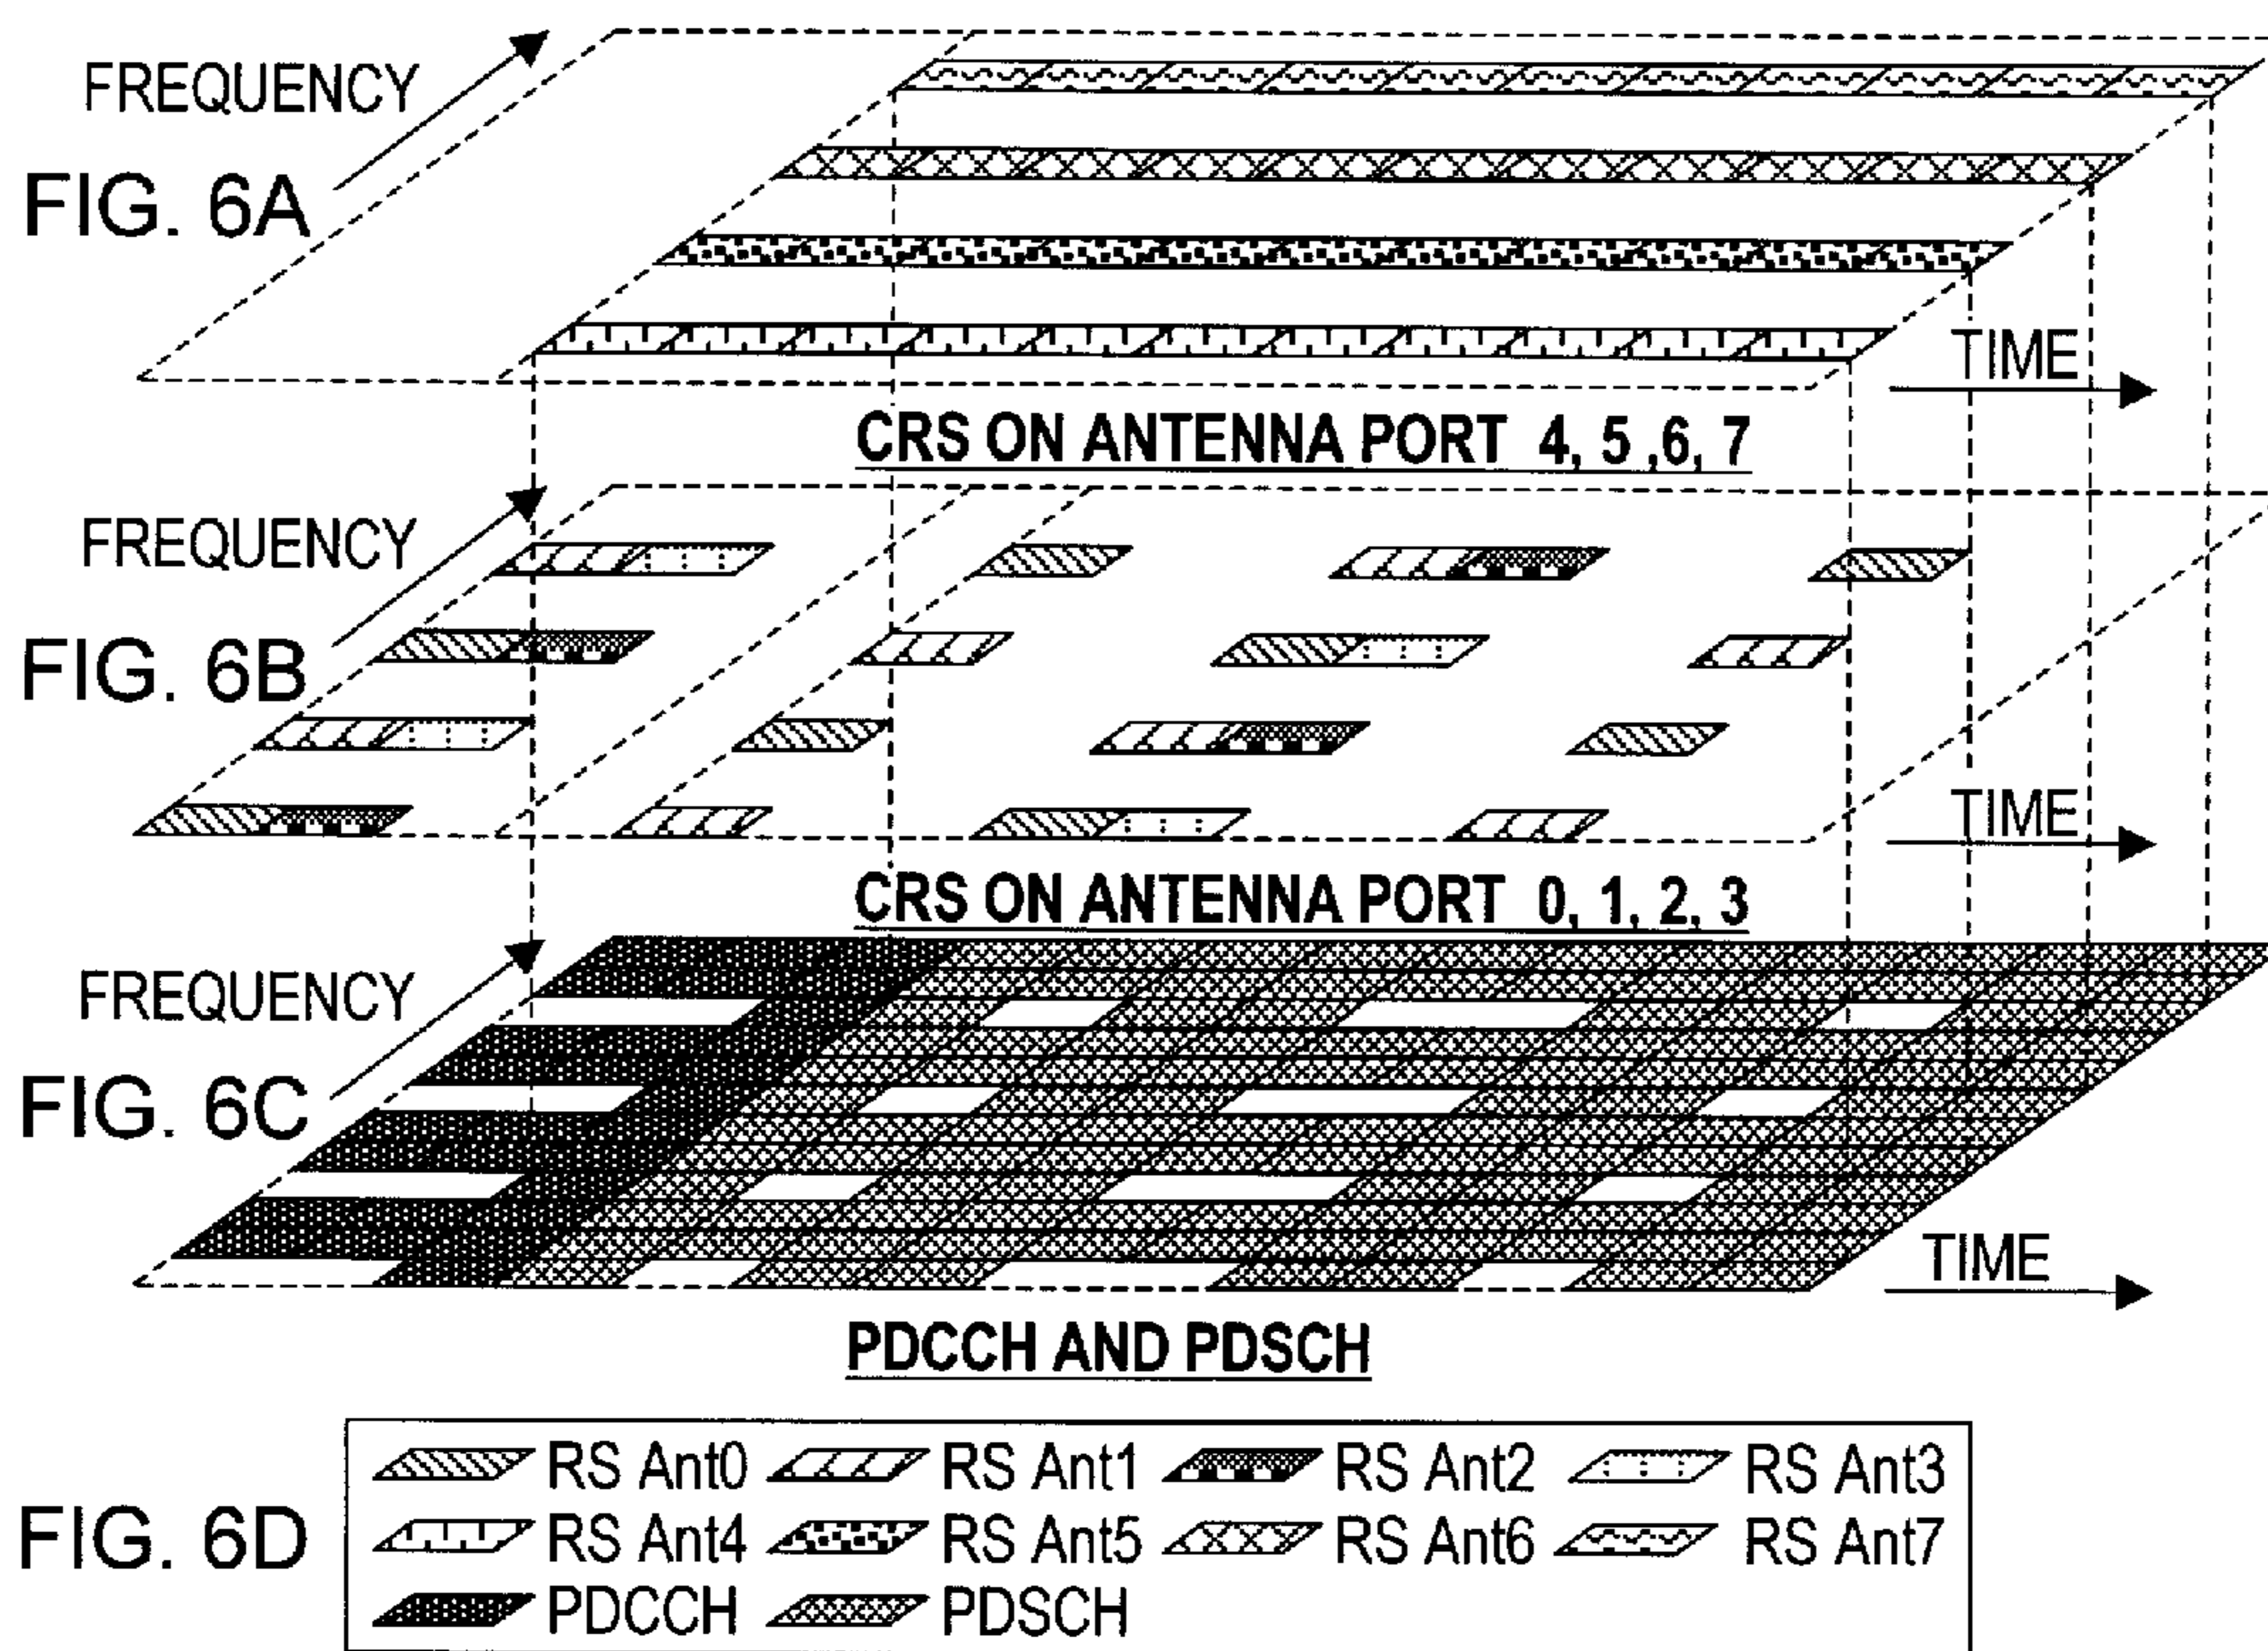 FREQUENCY
FIG. 6A
TIME
CRS ON ANTENNA PORT 4, 5 ,6, 7
FREQUENCY
FIG. 6B
TIME
CRS ON ANTENNA PORT 0, 1, 2, 3
FREQUENCY
FIG. 6C
TIME
PDCCH AND PDSCH
FIG. 6D
RS Ant0 RS Ant1 RS Ant2 RS Ant3
RS Ant4 RS Ant5 RS Ant6 RS Ant7
PDCCH PDSCH